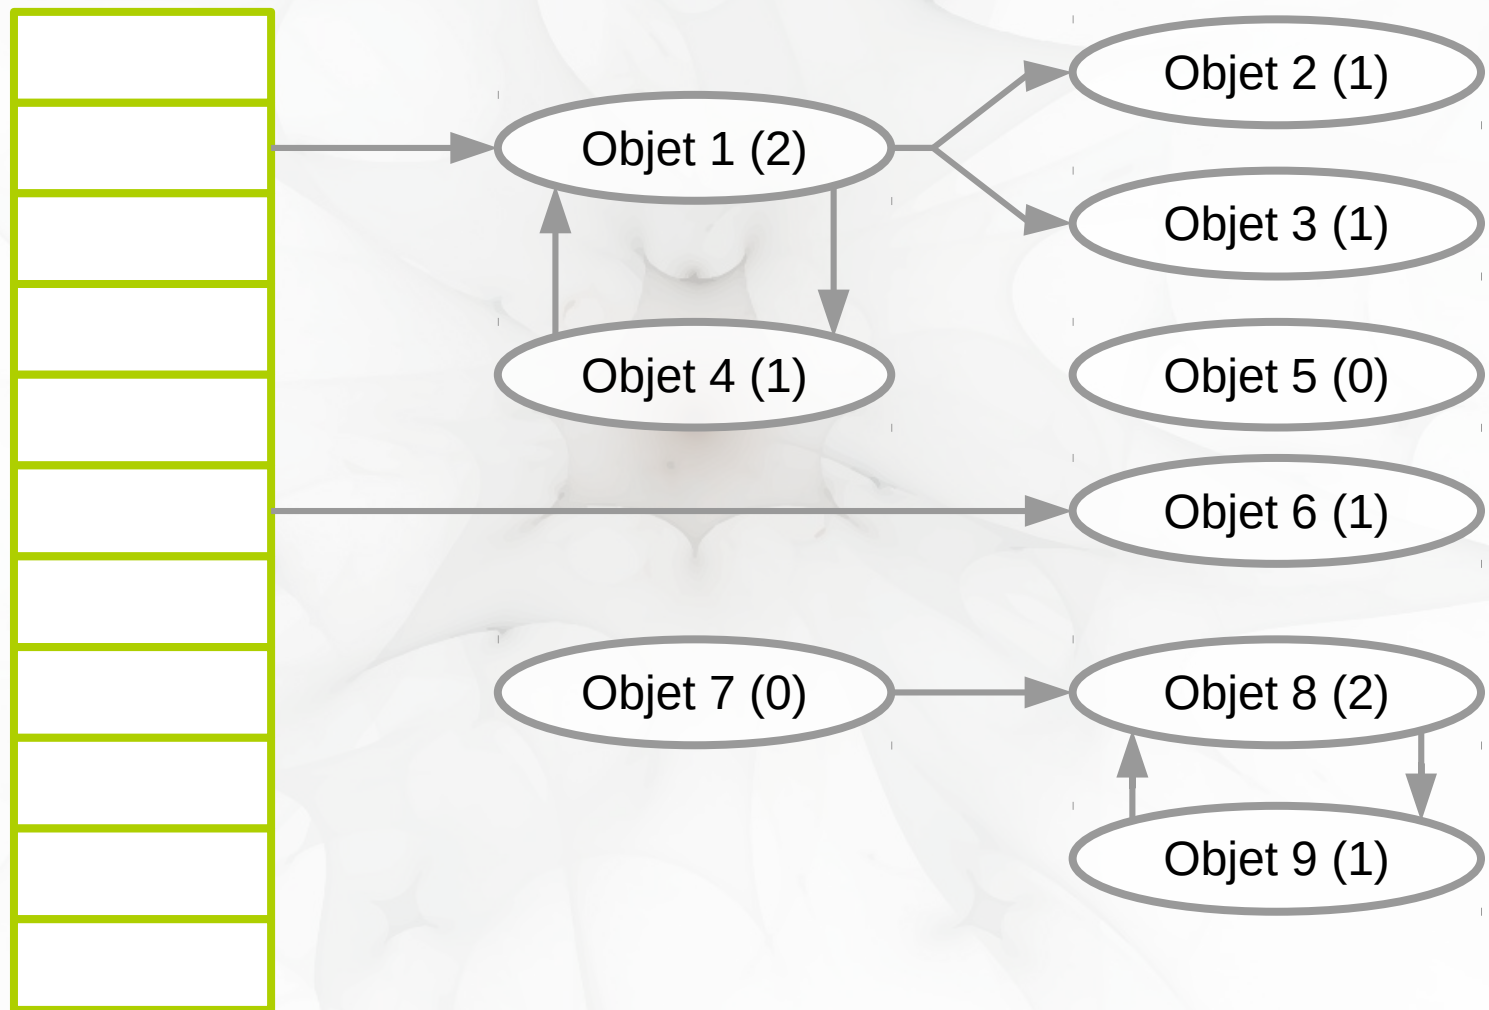 Objet 2 (1)
Objet 1 (2)
Objet 3 (1)
Objet 4 (1)
Objet 5 (0)
Objet 6 (1)
Objet 7 (0)
Objet 8 (2)
Objet 9 (1)